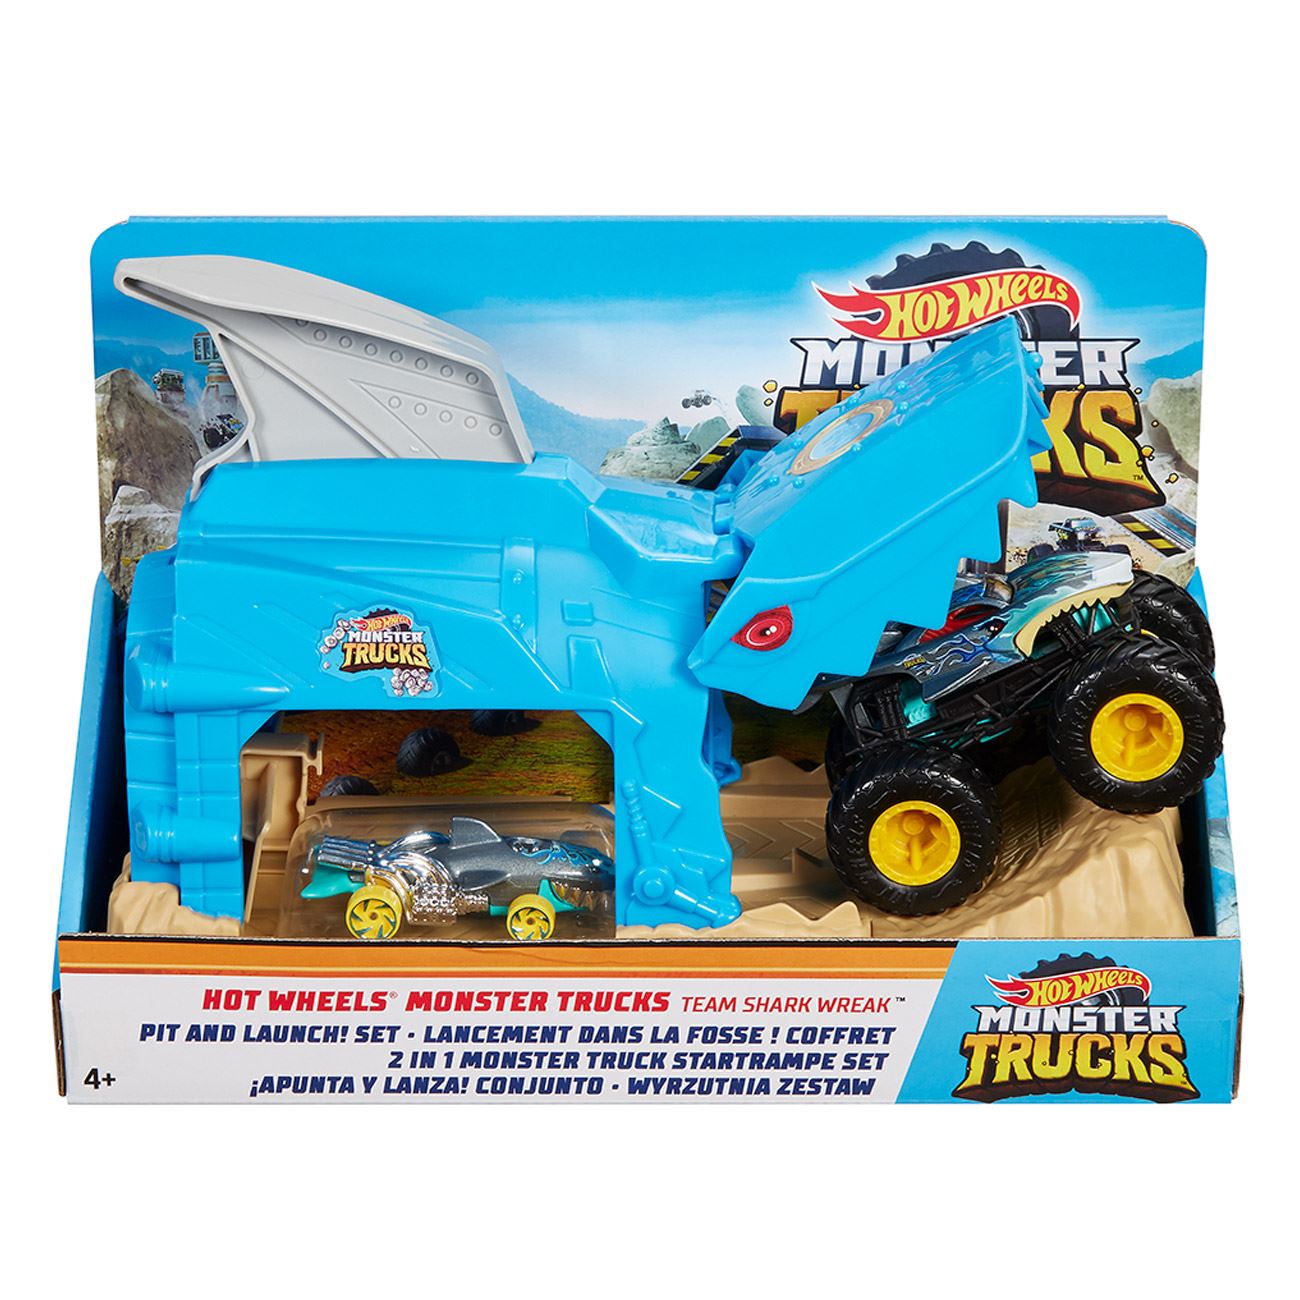 HOT WHEELS
MONSTER
TRUCKS™
HOT WHEELS
MONSTER
TRUCKS
HOT WHEELS® MONSTER TRUCKS TEAM SHARK WREAK™
PIT AND LAUNCH! SET · LANCEMENT DANS LA FOSSE ! COFFRET
2 IN 1 MONSTER TRUCK STARTRAMPE SET
¡APUNTA Y LANZA! CONJUNTO · WYRZUTNIA ZESTAW
4+
HOT WHEELS
MONSTER
TRUCKS™